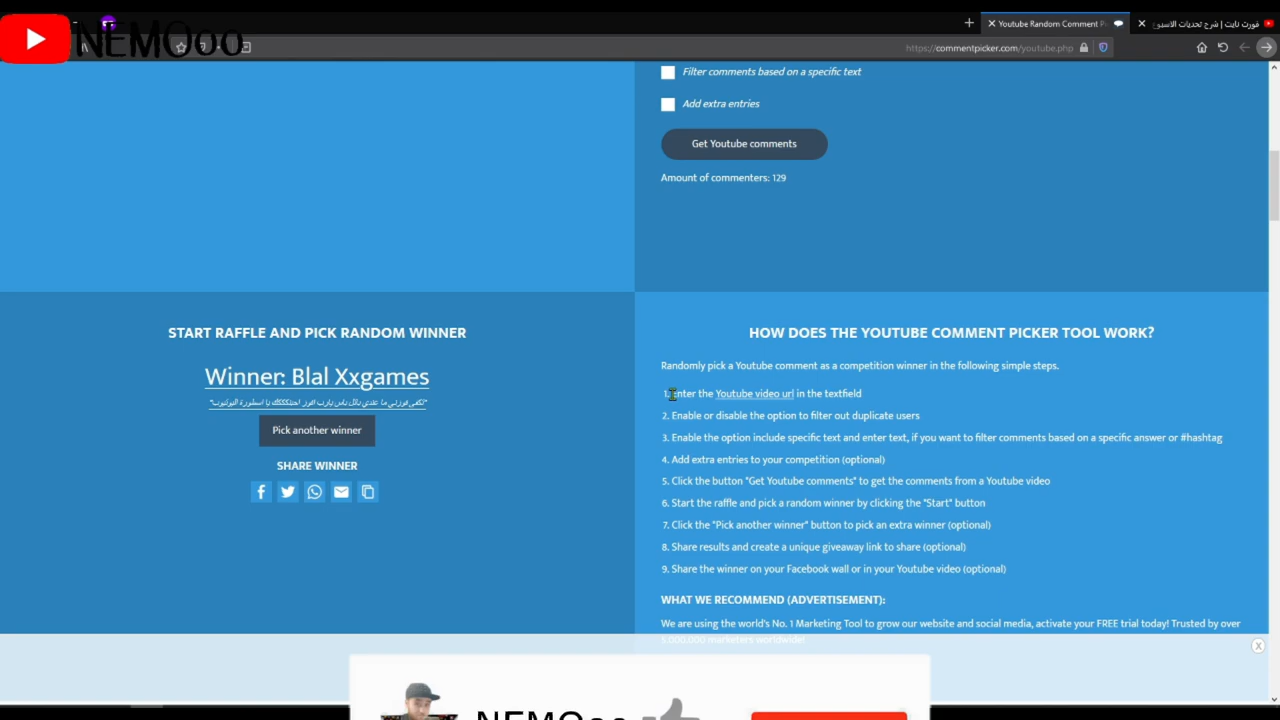 NEMOooo
Youtube Random Comment P
فورت نايت | شرح تحديات الاسبوع
https://commentpicker.com/youtube.php
Filter comments based on a specific text
Add extra entries
Get Youtube comments
Amount of commenters: 129
START RAFFLE AND PICK RANDOM WINNER
Winner: Blal Xxgames
Pick another winner
SHARE WINNER
HOW DOES THE YOUTUBE COMMENT PICKER TOOL WORK?
Randomly pick a Youtube comment as a competition winner in the following simple steps.
1. Enter the Youtube video url in the textfield
2. Enable or disable the option to filter out duplicate users
3. Enable the option include specific text and enter text, if you want to filter comments based on a specific answer or #hashtag
4. Add extra entries to your competition (optional)
5. Click the button "Get Youtube comments" to get the comments from a Youtube video
6. Start the raffle and pick a random winner by clicking the "Start" button
7. Click the "Pick another winner" button to pick an extra winner (optional)
8. Share results and create a unique giveaway link to share (optional)
9. Share the winner on your Facebook wall or in your Youtube video (optional)
WHAT WE RECOMMEND (ADVERTISEMENT):
We are using the world's No. 1 Marketing Tool to grow our website and social media, activate your FREE trial today! Trusted by over
5.000.000 marketers worldwide!
NEMOoo